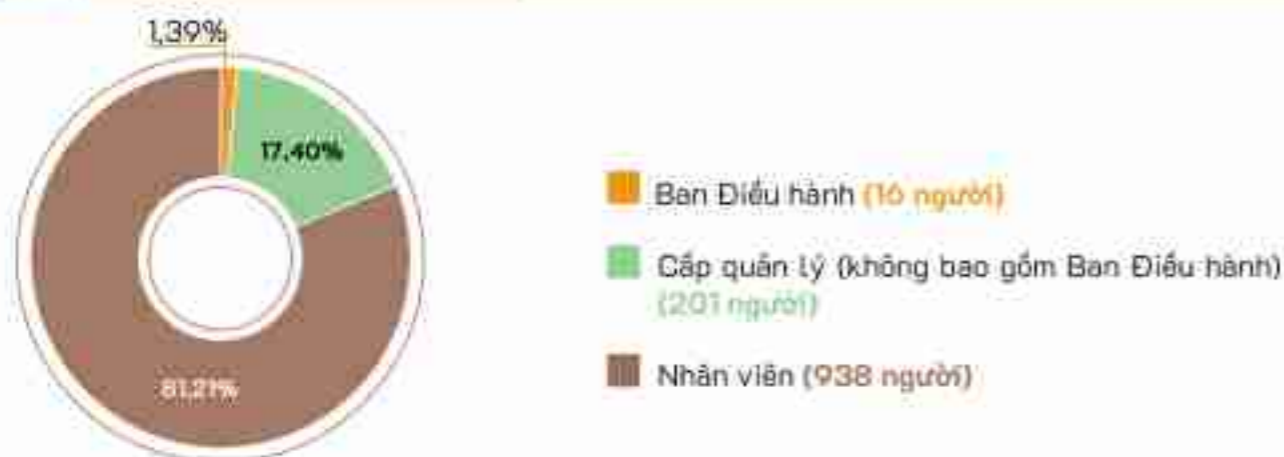 1,39%
17.40%
81.21%
Ban Điều hành (16 người)
Cấp quản lý (không bao gồm Ban Điều hành)
(201 người)
Nhân viên (938 người)